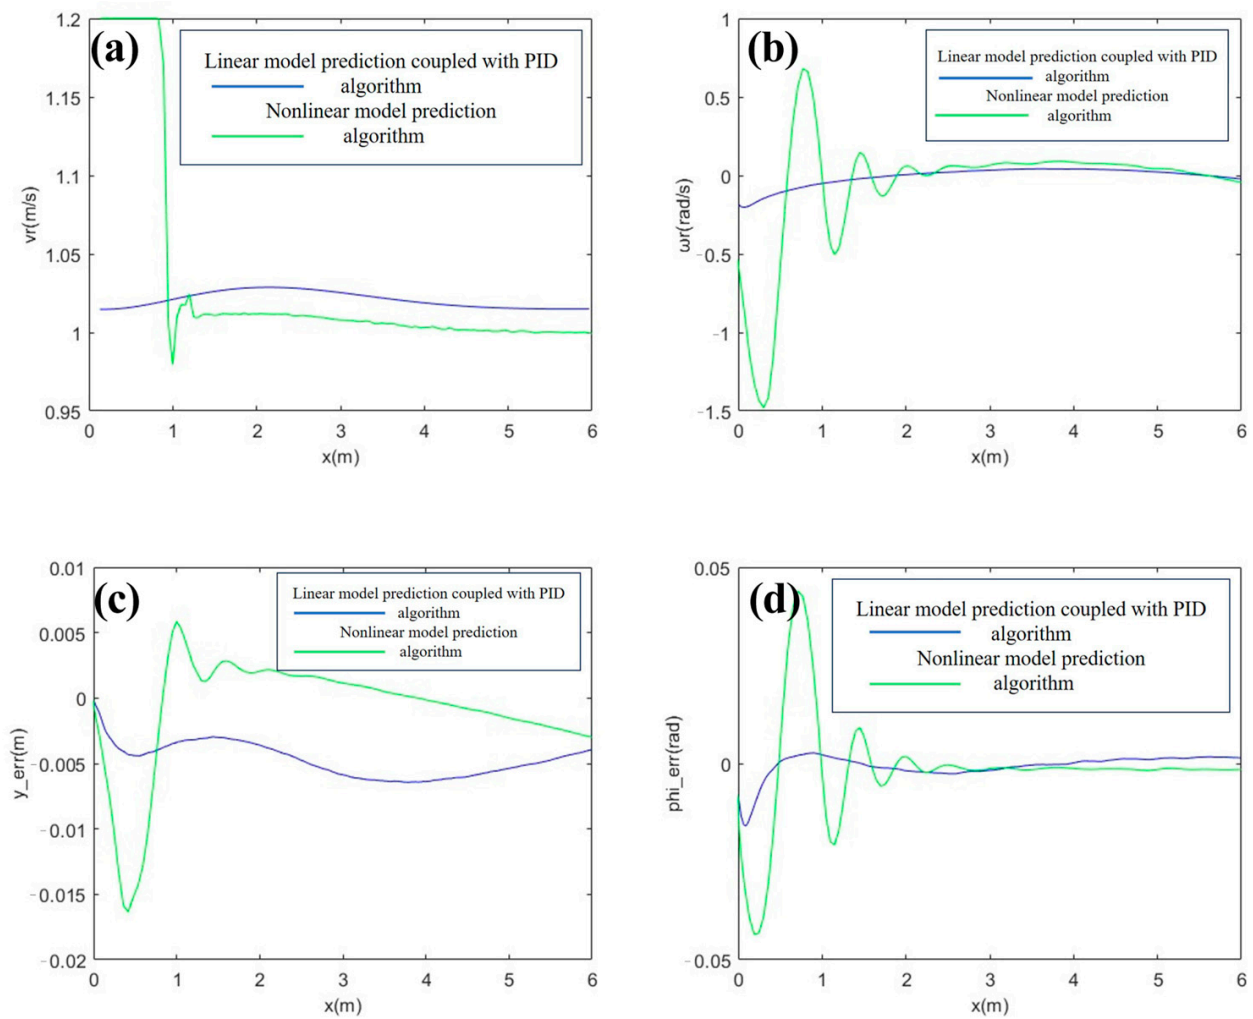 (a)
1.2
1.15
1.1
1.05
1
0.95
vr(m/s)
Linear model prediction coupled with PID
algorithm
Nonlinear model prediction
algorithm
0 1 2 3 4 5 6
x(m)
(b)
1
0.5
0
-0.5
-1
-1.5
ωr(rad/s)
Linear model prediction coupled with PID
algorithm
Nonlinear model prediction
algorithm
0 1 2 3 4 5 6
x(m)
(c)
0.01
0.005
0
-0.005
-0.01
-0.015
-0.02
y_err(m)
Linear model prediction coupled with PID
algorithm
Nonlinear model prediction
algorithm
0 1 2 3 4 5 6
x(m)
(d)
0.05
0
-0.05
phi_err(rad)
Linear model prediction coupled with PID
algorithm
Nonlinear model prediction
algorithm
0 1 2 3 4 5 6
x(m)